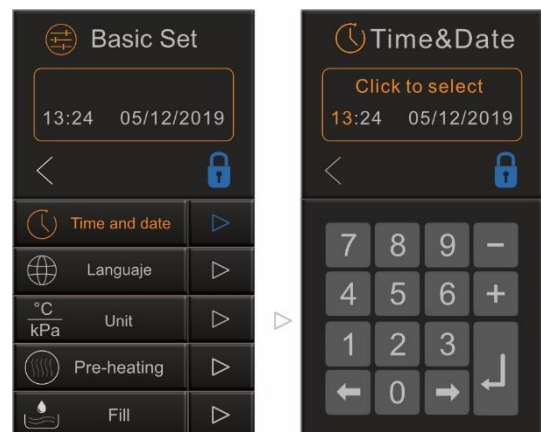 Basic Set
13:24 05/12/2019
Time and date
Languaje
°C
kPa
Unit
Pre-heating
Fill
Time&Date
Click to select
13:24 05/12/2019
7 8 9 −
4 5 6 +
1 2 3
0